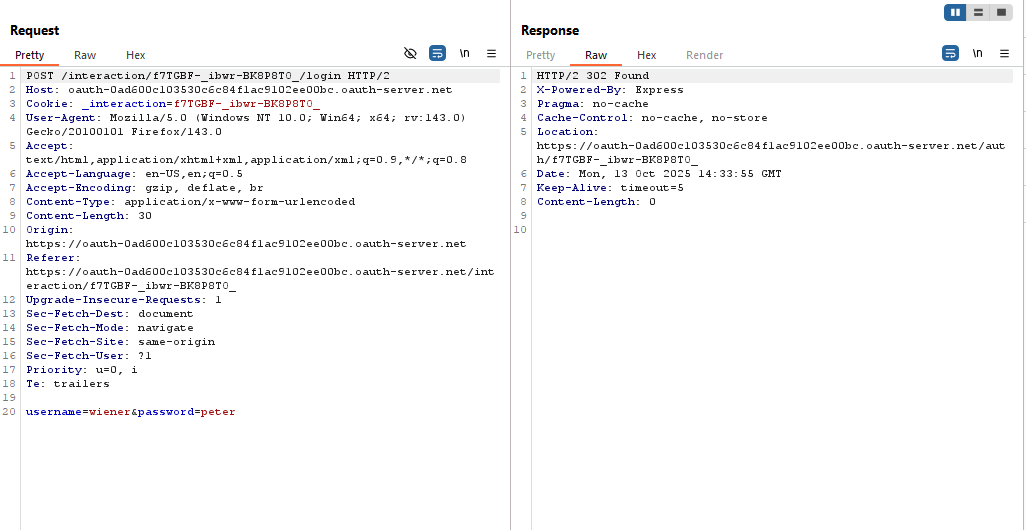 Request
Pretty Raw Hex
\n
1 POST /interaction/f7TGBF-_ibwr-BK8P8T0_/login HTTP/2
2 Host: oauth-0ad600c103530c6c84f1ac9102ee00bc.oauth-server.net
3 Cookie: _interaction=f7TGBF-_ibwr-BK8P8T0_
4 User-Agent: Mozilla/5.0 (Windows NT 10.0; Win64; x64; rv:143.0)
Gecko/20100101 Firefox/143.0
5 Accept:
text/html,application/xhtml+xml,application/xml;q=0.9,*/*;q=0.8
6 Accept-Language: en-US,en;q=0.5
7 Accept-Encoding: gzip, deflate, br
8 Content-Type: application/x-www-form-urlencoded
9 Content-Length: 30
10 Origin:
https://oauth-0ad600c103530c6c84f1ac9102ee00bc.oauth-server.net
11 Referer:
https://oauth-0ad600c103530c6c84f1ac9102ee00bc.oauth-server.net/int
eraction/f7TGBF-_ibwr-BK8P8T0_
12 Upgrade-Insecure-Requests: 1
13 Sec-Fetch-Dest: document
14 Sec-Fetch-Mode: navigate
15 Sec-Fetch-Site: same-origin
16 Sec-Fetch-User: ?1
17 Priority: u=0, i
18 Te: trailers
19
20 username=wiener&password=peter
Response
Pretty Raw Hex Render
\n
1 HTTP/2 302 Found
2 X-Powered-By: Express
3 Pragma: no-cache
4 Cache-Control: no-cache, no-store
5 Location:
https://oauth-0ad600c103530c6c84f1ac9102ee00bc.oauth-server.net/aut
h/f7TGBF-_ibwr-BK8P8T0_
6 Date: Mon, 13 Oct 2025 14:33:55 GMT
7 Keep-Alive: timeout=5
8 Content-Length: 0
9
10